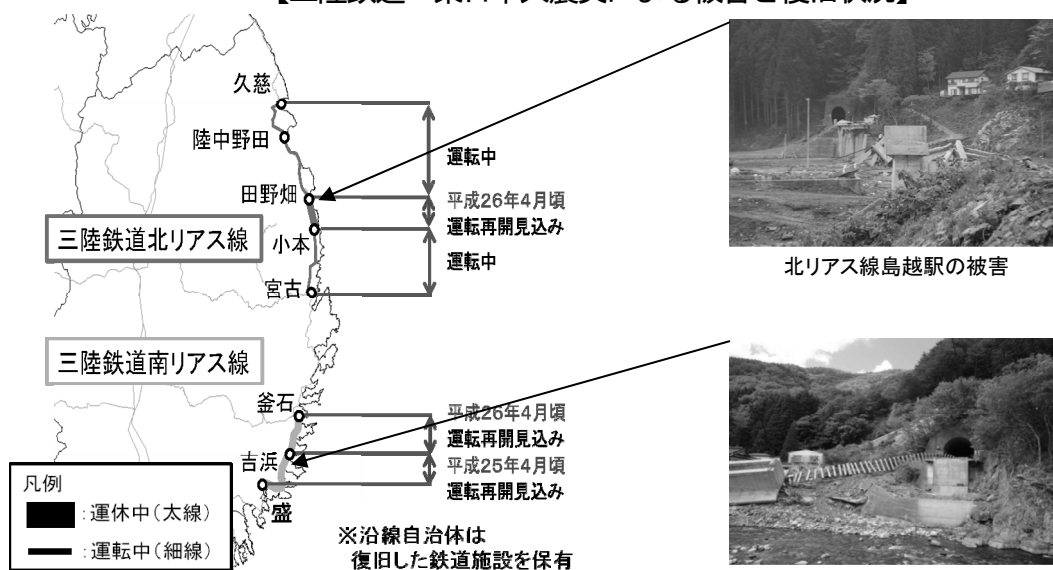 久慈
陸中野田
運転中
田野畑
平成26年4月頃
運転再開見込み
三陸鉄道北リアス線
小本
運転中
宮古
北リアス線島越駅の被害
三陸鉄道南リアス線
釜石
平成26年4月頃
運転再開見込み
吉浜
平成25年4月頃
運転再開見込み
盛
凡例
:運休中(太線)
:運転中(細線)
※沿線自治体は
復旧した鉄道施設を保有